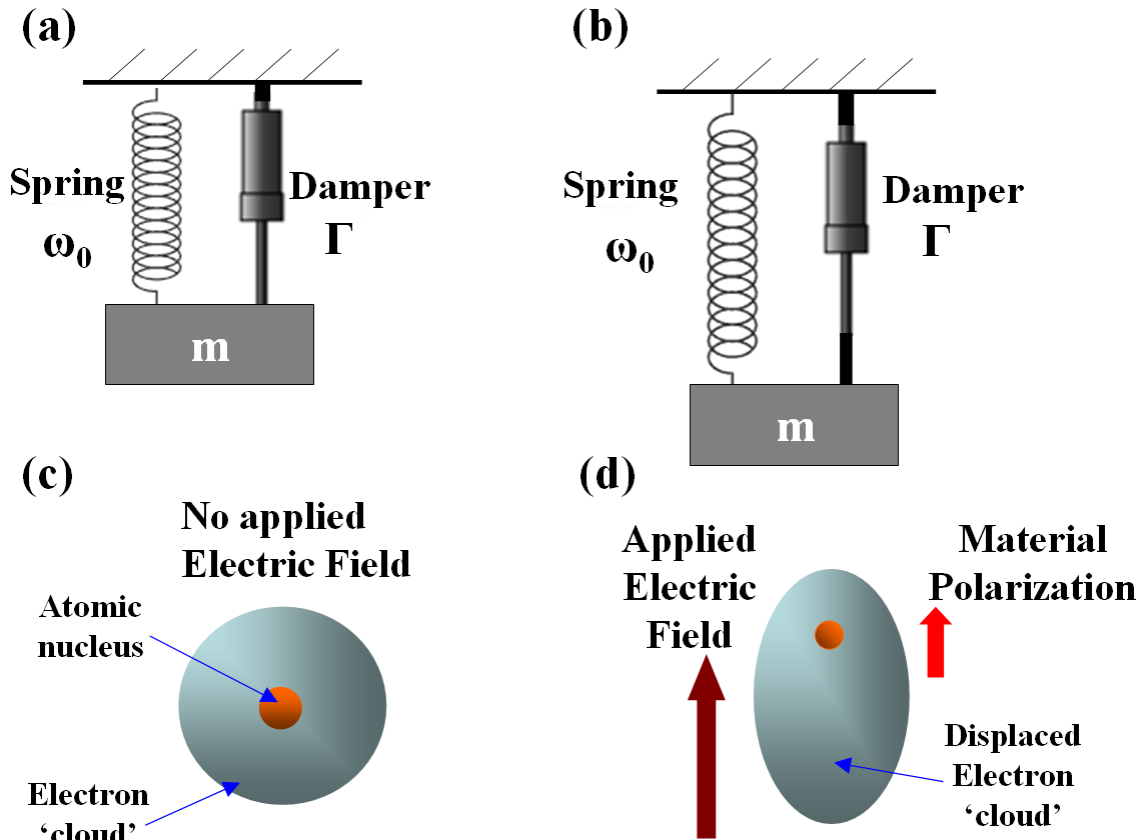 (a)
Spring
ω₀
Damper
Γ
m
(b)
Spring
ω₀
Damper
Γ
m
(c)
No applied
Electric Field
Atomic
nucleus
Electron
‘cloud’
(d)
Applied
Electric
Field
Material
Polarization
Displaced
Electron
‘cloud’